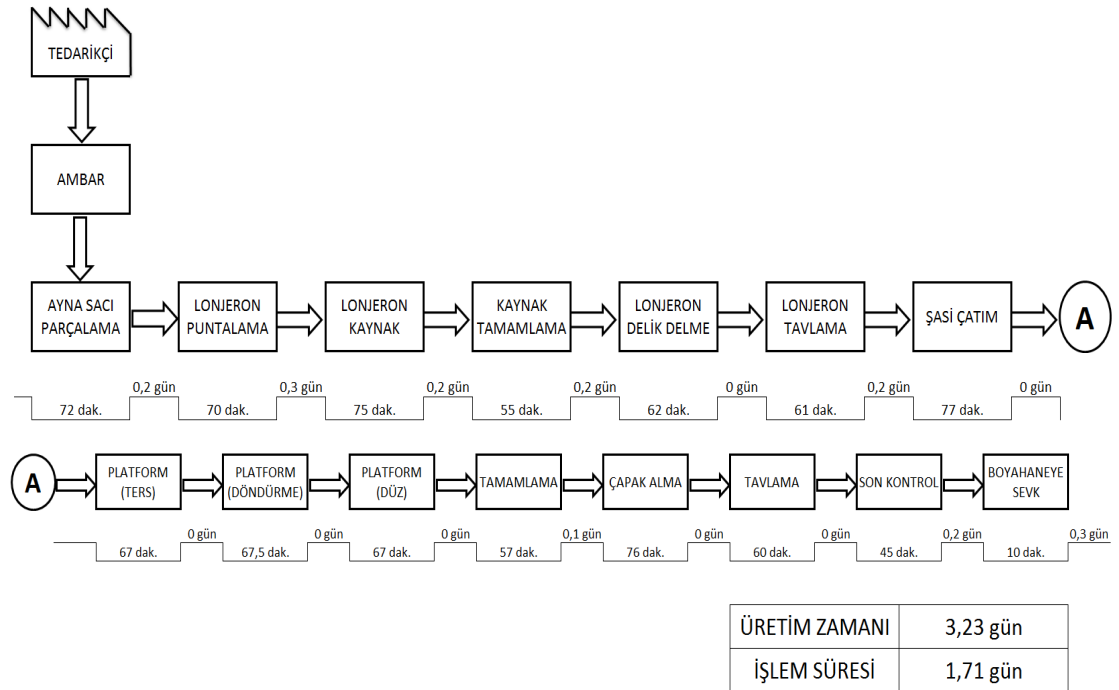 TEDARİKÇİ
AMBAR
AYNA SACI
PARÇALAMA
LONJERON
PUNTALAMA
LONJERON
KAYNAK
KAYNAK
TAMAMLAMA
LONJERON
DELİK DELME
LONJERON
TAVLAMA
ŞASİ ÇATIM
A
72 dak.
0,2 gün
70 dak.
0,3 gün
75 dak.
0,2 gün
55 dak.
0,2 gün
62 dak.
0 gün
61 dak.
0,2 gün
77 dak.
0 gün
A
PLATFORM
(TERS)
PLATFORM
(DÖNDÜRME)
PLATFORM
(DÜZ)
TAMAMLAMA
ÇAPAK ALMA
TAVLAMA
SON KONTROL
BOYAHANEYE
SEVK
67 dak.
0 gün
67,5 dak.
0 gün
67 dak.
0 gün
57 dak.
0,1 gün
76 dak.
0 gün
60 dak.
0 gün
45 dak.
0,2 gün
10 dak.
0,3 gün
ÜRETİM ZAMANI 3,23 gün
İŞLEM SÜRESİ 1,71 gün